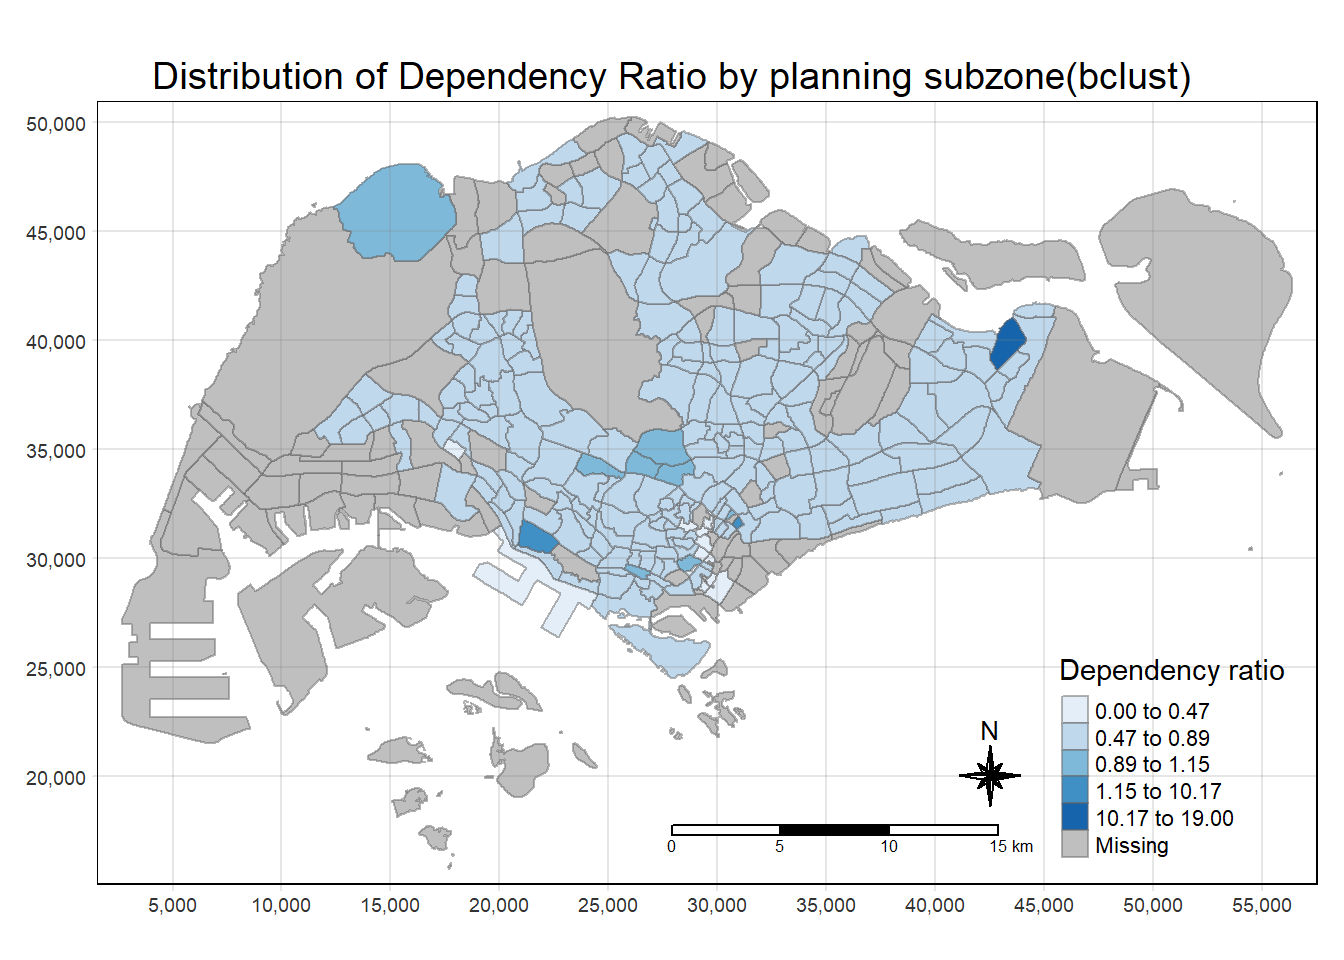 Distribution of Dependency Ratio by planning subzone(bclust)
50,000
45,000
40,000
35,000
30,000
25,000
20,000
Dependency ratio
0.00 to 0.47
0.47 to 0.89
0.89 to 1.15
1.15 to 10.17
10.17 to 19.00
Missing
N
0 5 10 15 km
5,000 10,000 15,000 20,000 25,000 30,000 35,000 40,000 45,000 50,000 55,000